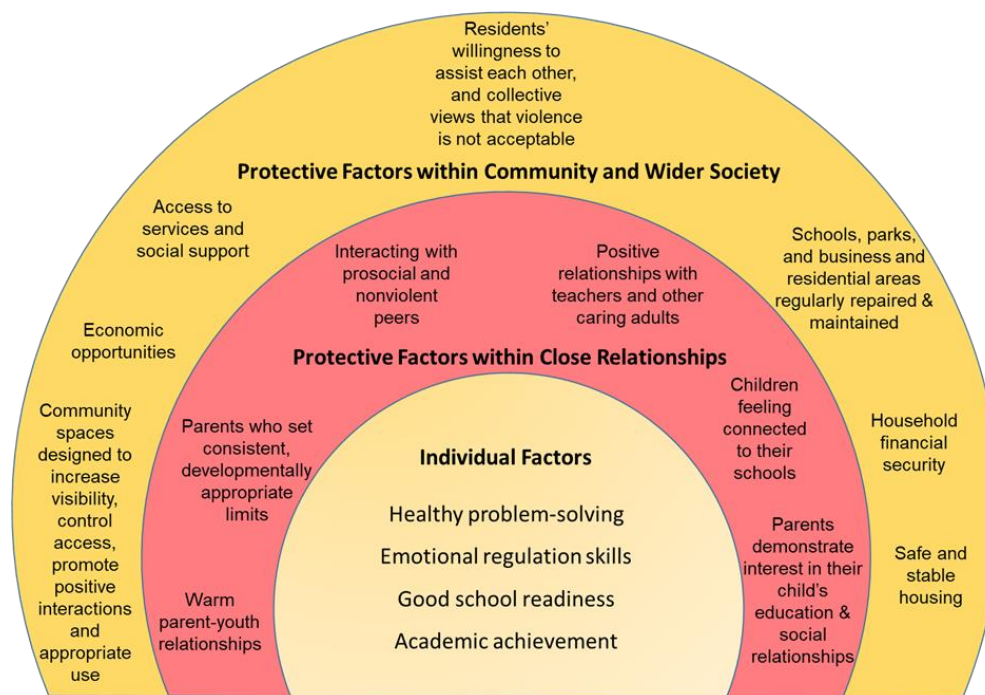 Residents'
willingness to
assist each other,
and collective
views that violence
is not acceptable
Protective Factors within Community and Wider Society
Access to
services and
social support
Economic
opportunities
Community
spaces
designed to
increase
visibility,
control
access,
promote
positive
interactions
and
appropriate
use
Schools, parks,
and business and
residential areas
regularly repaired &
maintained
Household
financial
security
Safe and
stable
housing
Interacting with
prosocial and
nonviolent
peers
Positive
relationships with
teachers and other
caring adults
Protective Factors within Close Relationships
Parents who set
consistent,
developmentally
appropriate
limits
Warm
parent-youth
relationships
Children
feeling
connected
to their
schools
Parents
demonstrate
interest in their
child's
education &
social
relationships
Individual Factors
Healthy problem-solving
Emotional regulation skills
Good school readiness
Academic achievement